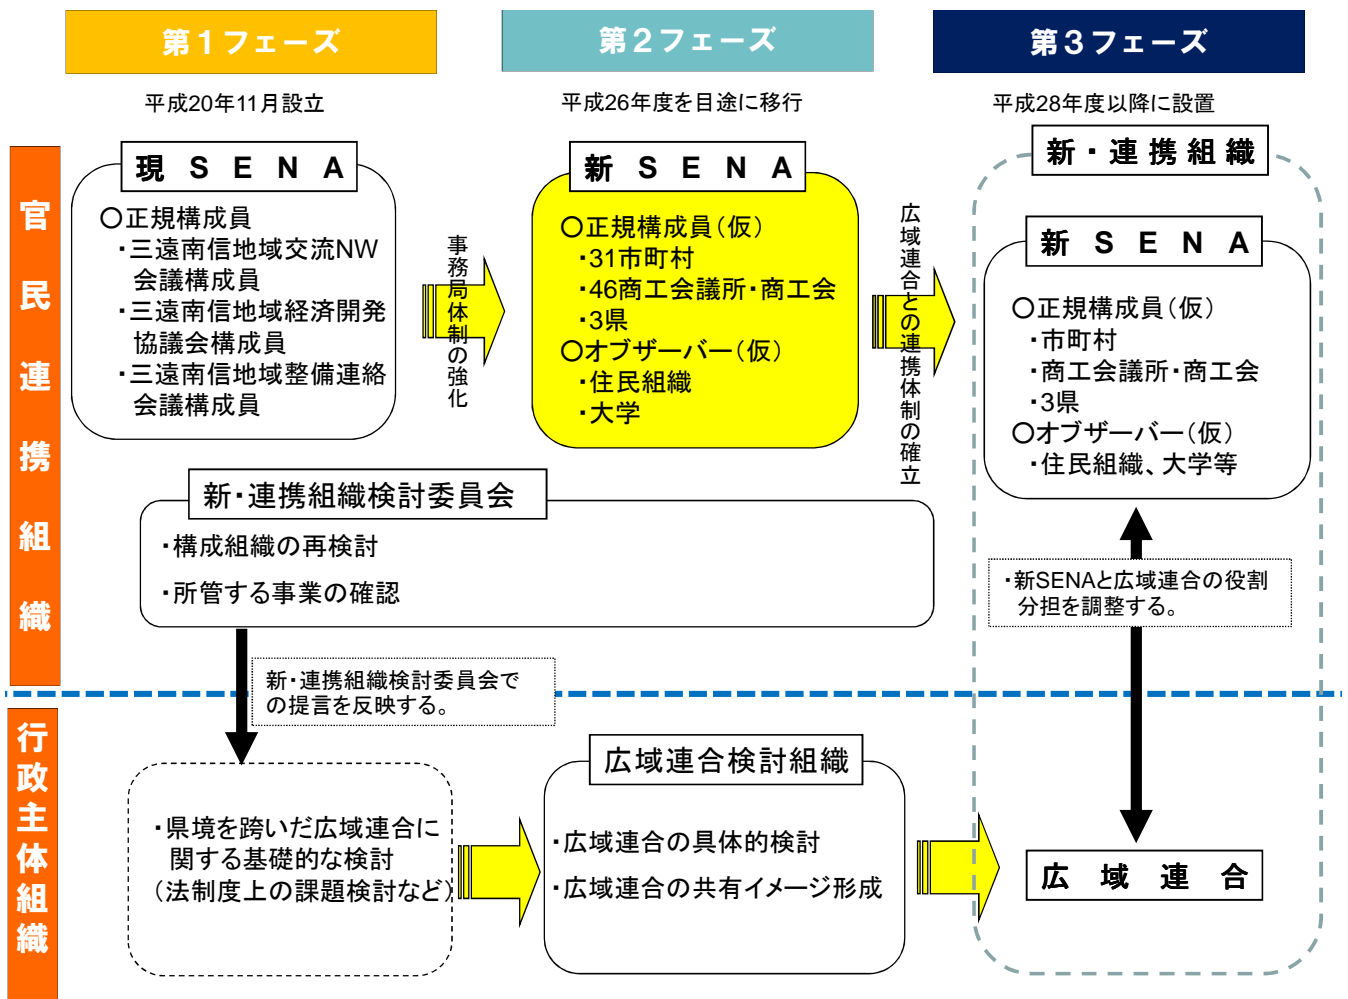 第１フェーズ
第２フェーズ
第３フェーズ
平成20年11月設立
平成26年度を目途に移行
平成28年度以降に設置
官民連携組織
現SENA
○正規構成員
・三遠南信地域交流NW
会議構成員
・三遠南信地域経済開発
協議会構成員
・三遠南信地域整備連絡
会議構成員
事務局体制の強化
新SENA
○正規構成員（仮）
・31市町村
・46商工会議所・商工会
・3県
○オブザーバー（仮）
・住民組織
・大学
広域連合との連携体制の確立
新・連携組織
新SENA
○正規構成員（仮）
・市町村
・商工会議所・商工会
・3県
○オブザーバー（仮）
・住民組織、大学等
新・連携組織検討委員会
・構成組織の再検討
・所管する事業の確認
・新SENAと広域連合の役割
分担を調整する。
新・連携組織検討委員会で
の提言を反映する。
行政主体組織
・県境を跨いだ広域連合に
関する基礎的な検討
（法制度上の課題検討など）
広域連合検討組織
・広域連合の具体的検討
・広域連合の共有イメージ形成
広域連合